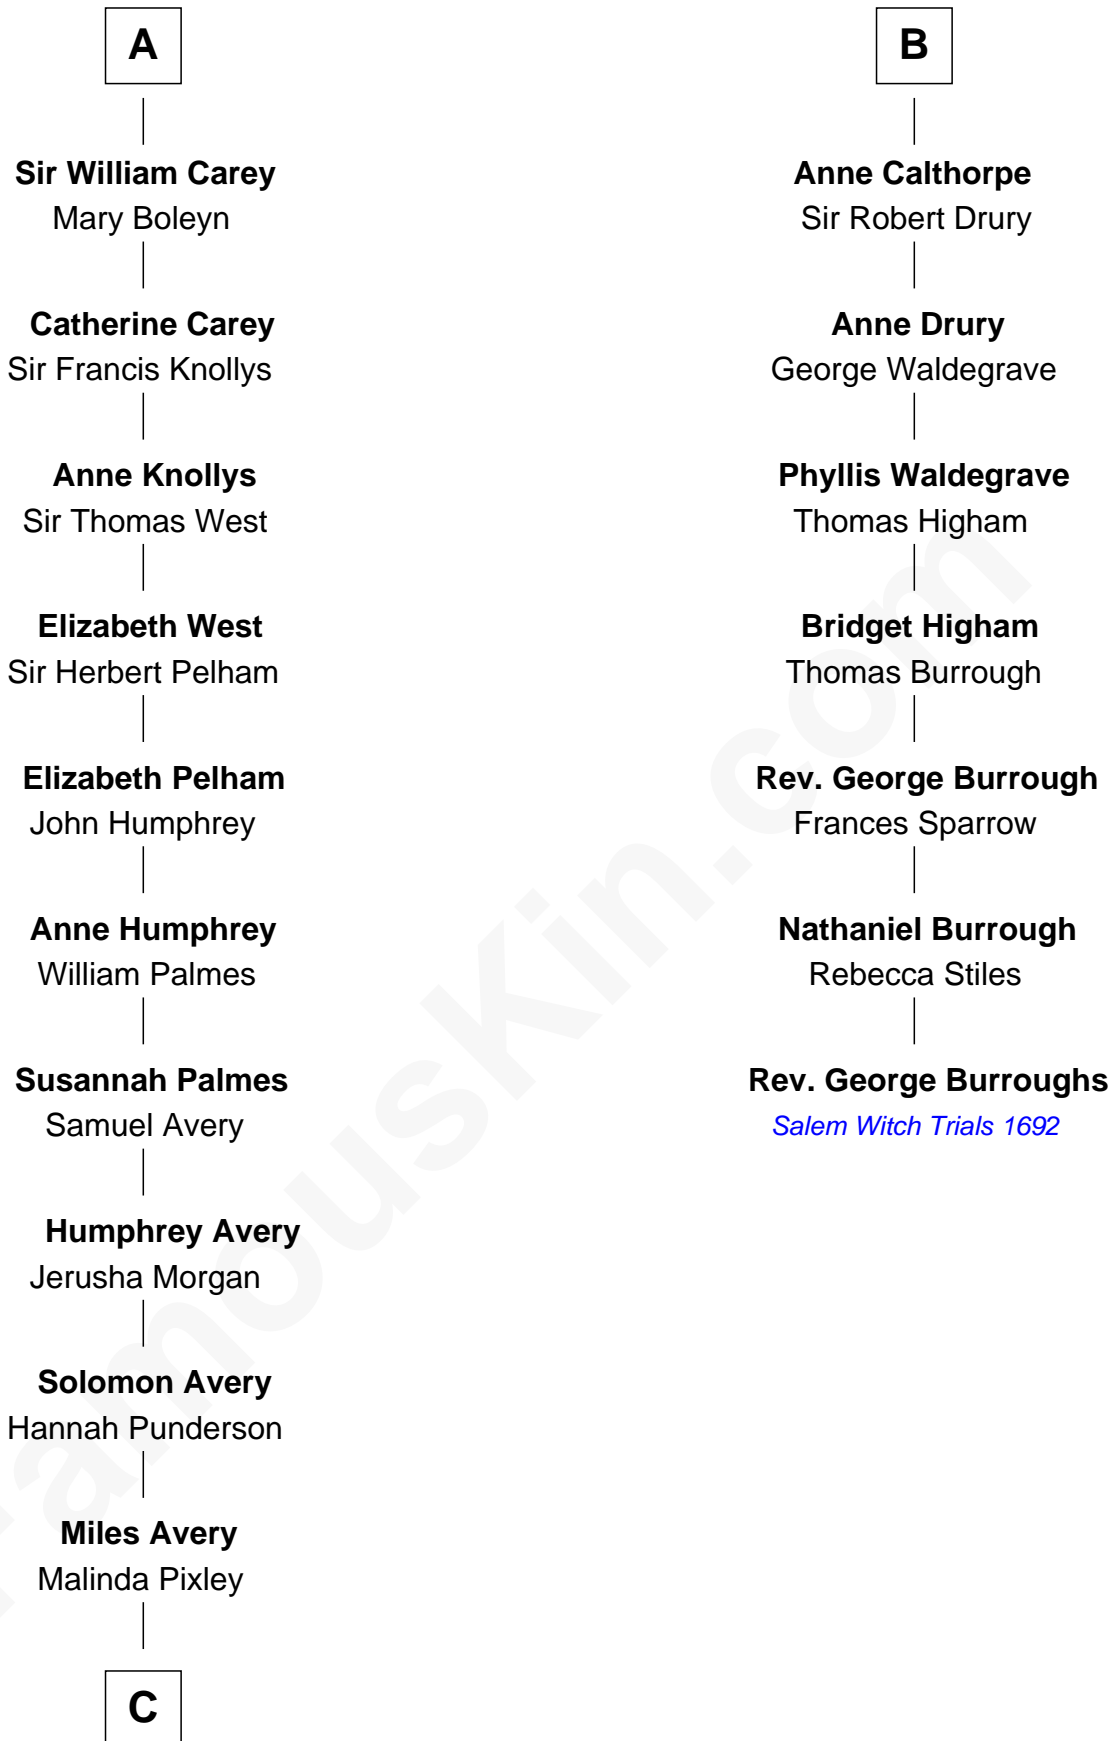 A
Sir William Carey
Mary Boleyn
Catherine Carey
Sir Francis Knollys
Anne Knollys
Sir Thomas West
Elizabeth West
Sir Herbert Pelham
Elizabeth Pelham
John Humphrey
Anne Humphrey
William Palmes
Susannah Palmes
Samuel Avery
Humphrey Avery
Jerusha Morgan
Solomon Avery
Hannah Punderson
Miles Avery
Malinda Pixley
C
B
Anne Calthorpe
Sir Robert Drury
Anne Drury
George Waldegrave
Phyllis Waldegrave
Thomas Higham
Bridget Higham
Thomas Burrough
Rev. George Burrough
Frances Sparrow
Nathaniel Burrough
Rebecca Stiles
Rev. George Burroughs
Salem Witch Trials 1692
FamousKin.com